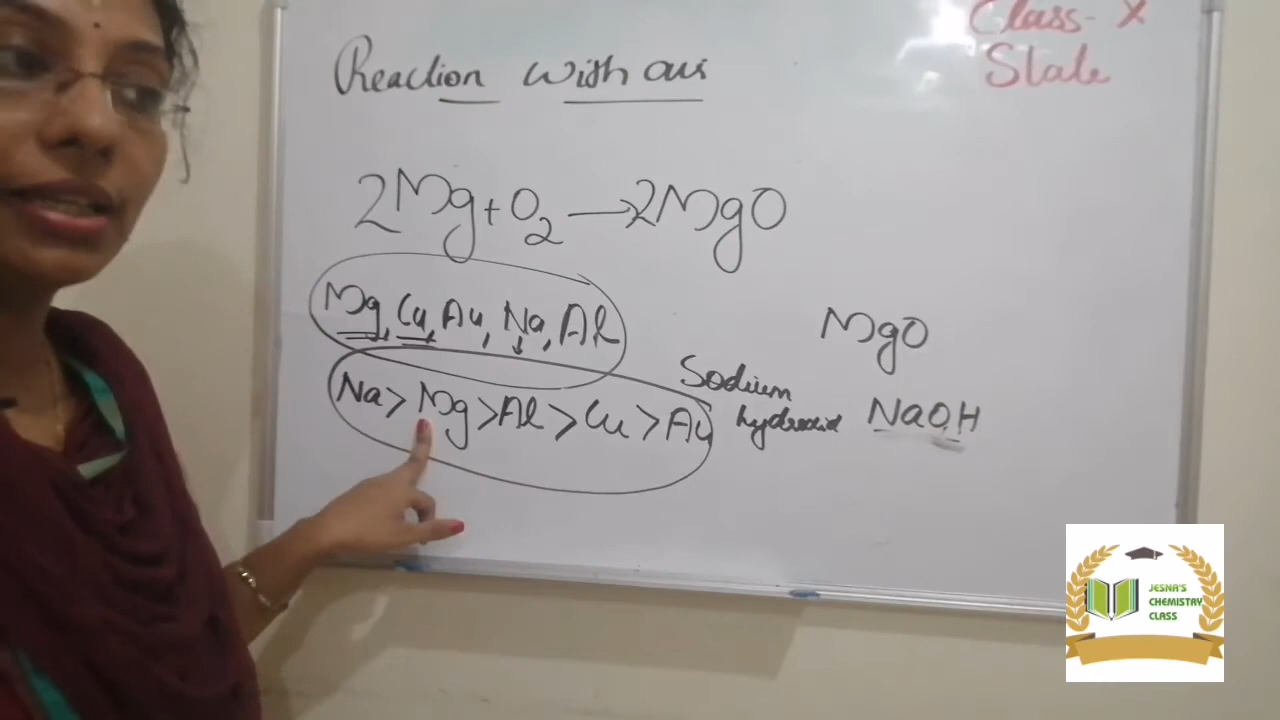 Class- X
State
Reaction with air
2Mg + O2 → 2MgO
Mg, Cu, Au, Na, Al
MgO
Na > Mg > Al > Cu > Au
Sodium
hydroxid NaOH
JESNA'S
CHEMISTRY
CLASS